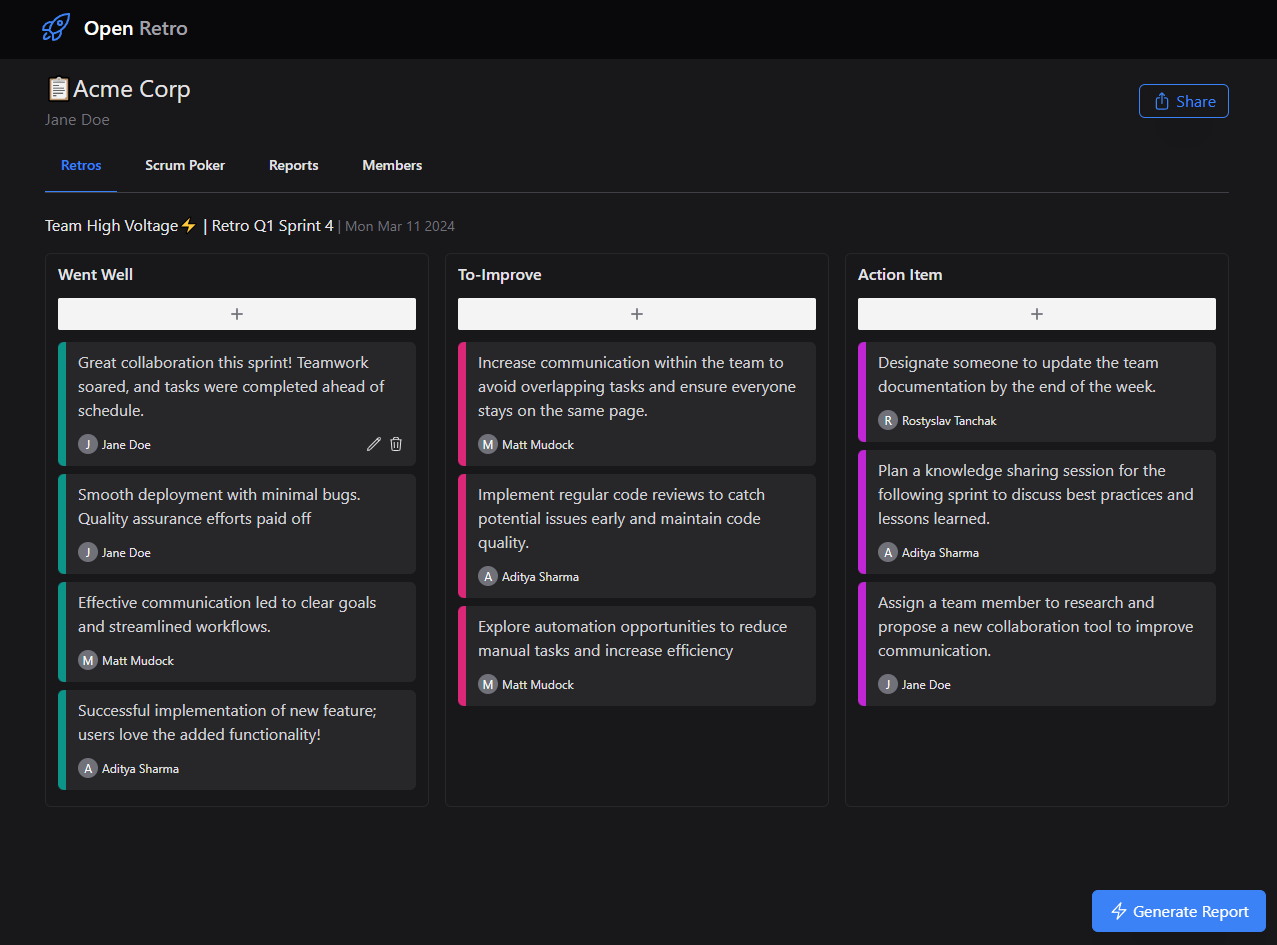 Open Retro
📋Acme Corp
Jane Doe
Share
Retros Scrum Poker Reports Members
Team High Voltage⚡ | Retro Q1 Sprint 4 | Mon Mar 11 2024
Went Well
+
Great collaboration this sprint! Teamwork
soared, and tasks were completed ahead of
schedule.
J Jane Doe
Smooth deployment with minimal bugs.
Quality assurance efforts paid off
J Jane Doe
Effective communication led to clear goals
and streamlined workflows.
M Matt Mudock
Successful implementation of new feature;
users love the added functionality!
A Aditya Sharma
To-Improve
+
Increase communication within the team to
avoid overlapping tasks and ensure everyone
stays on the same page.
M Matt Mudock
Implement regular code reviews to catch
potential issues early and maintain code
quality.
A Aditya Sharma
Explore automation opportunities to reduce
manual tasks and increase efficiency
M Matt Mudock
Action Item
+
Designate someone to update the team
documentation by the end of the week.
R Rostyslav Tanchak
Plan a knowledge sharing session for the
following sprint to discuss best practices and
lessons learned.
A Aditya Sharma
Assign a team member to research and
propose a new collaboration tool to improve
communication.
J Jane Doe
Generate Report